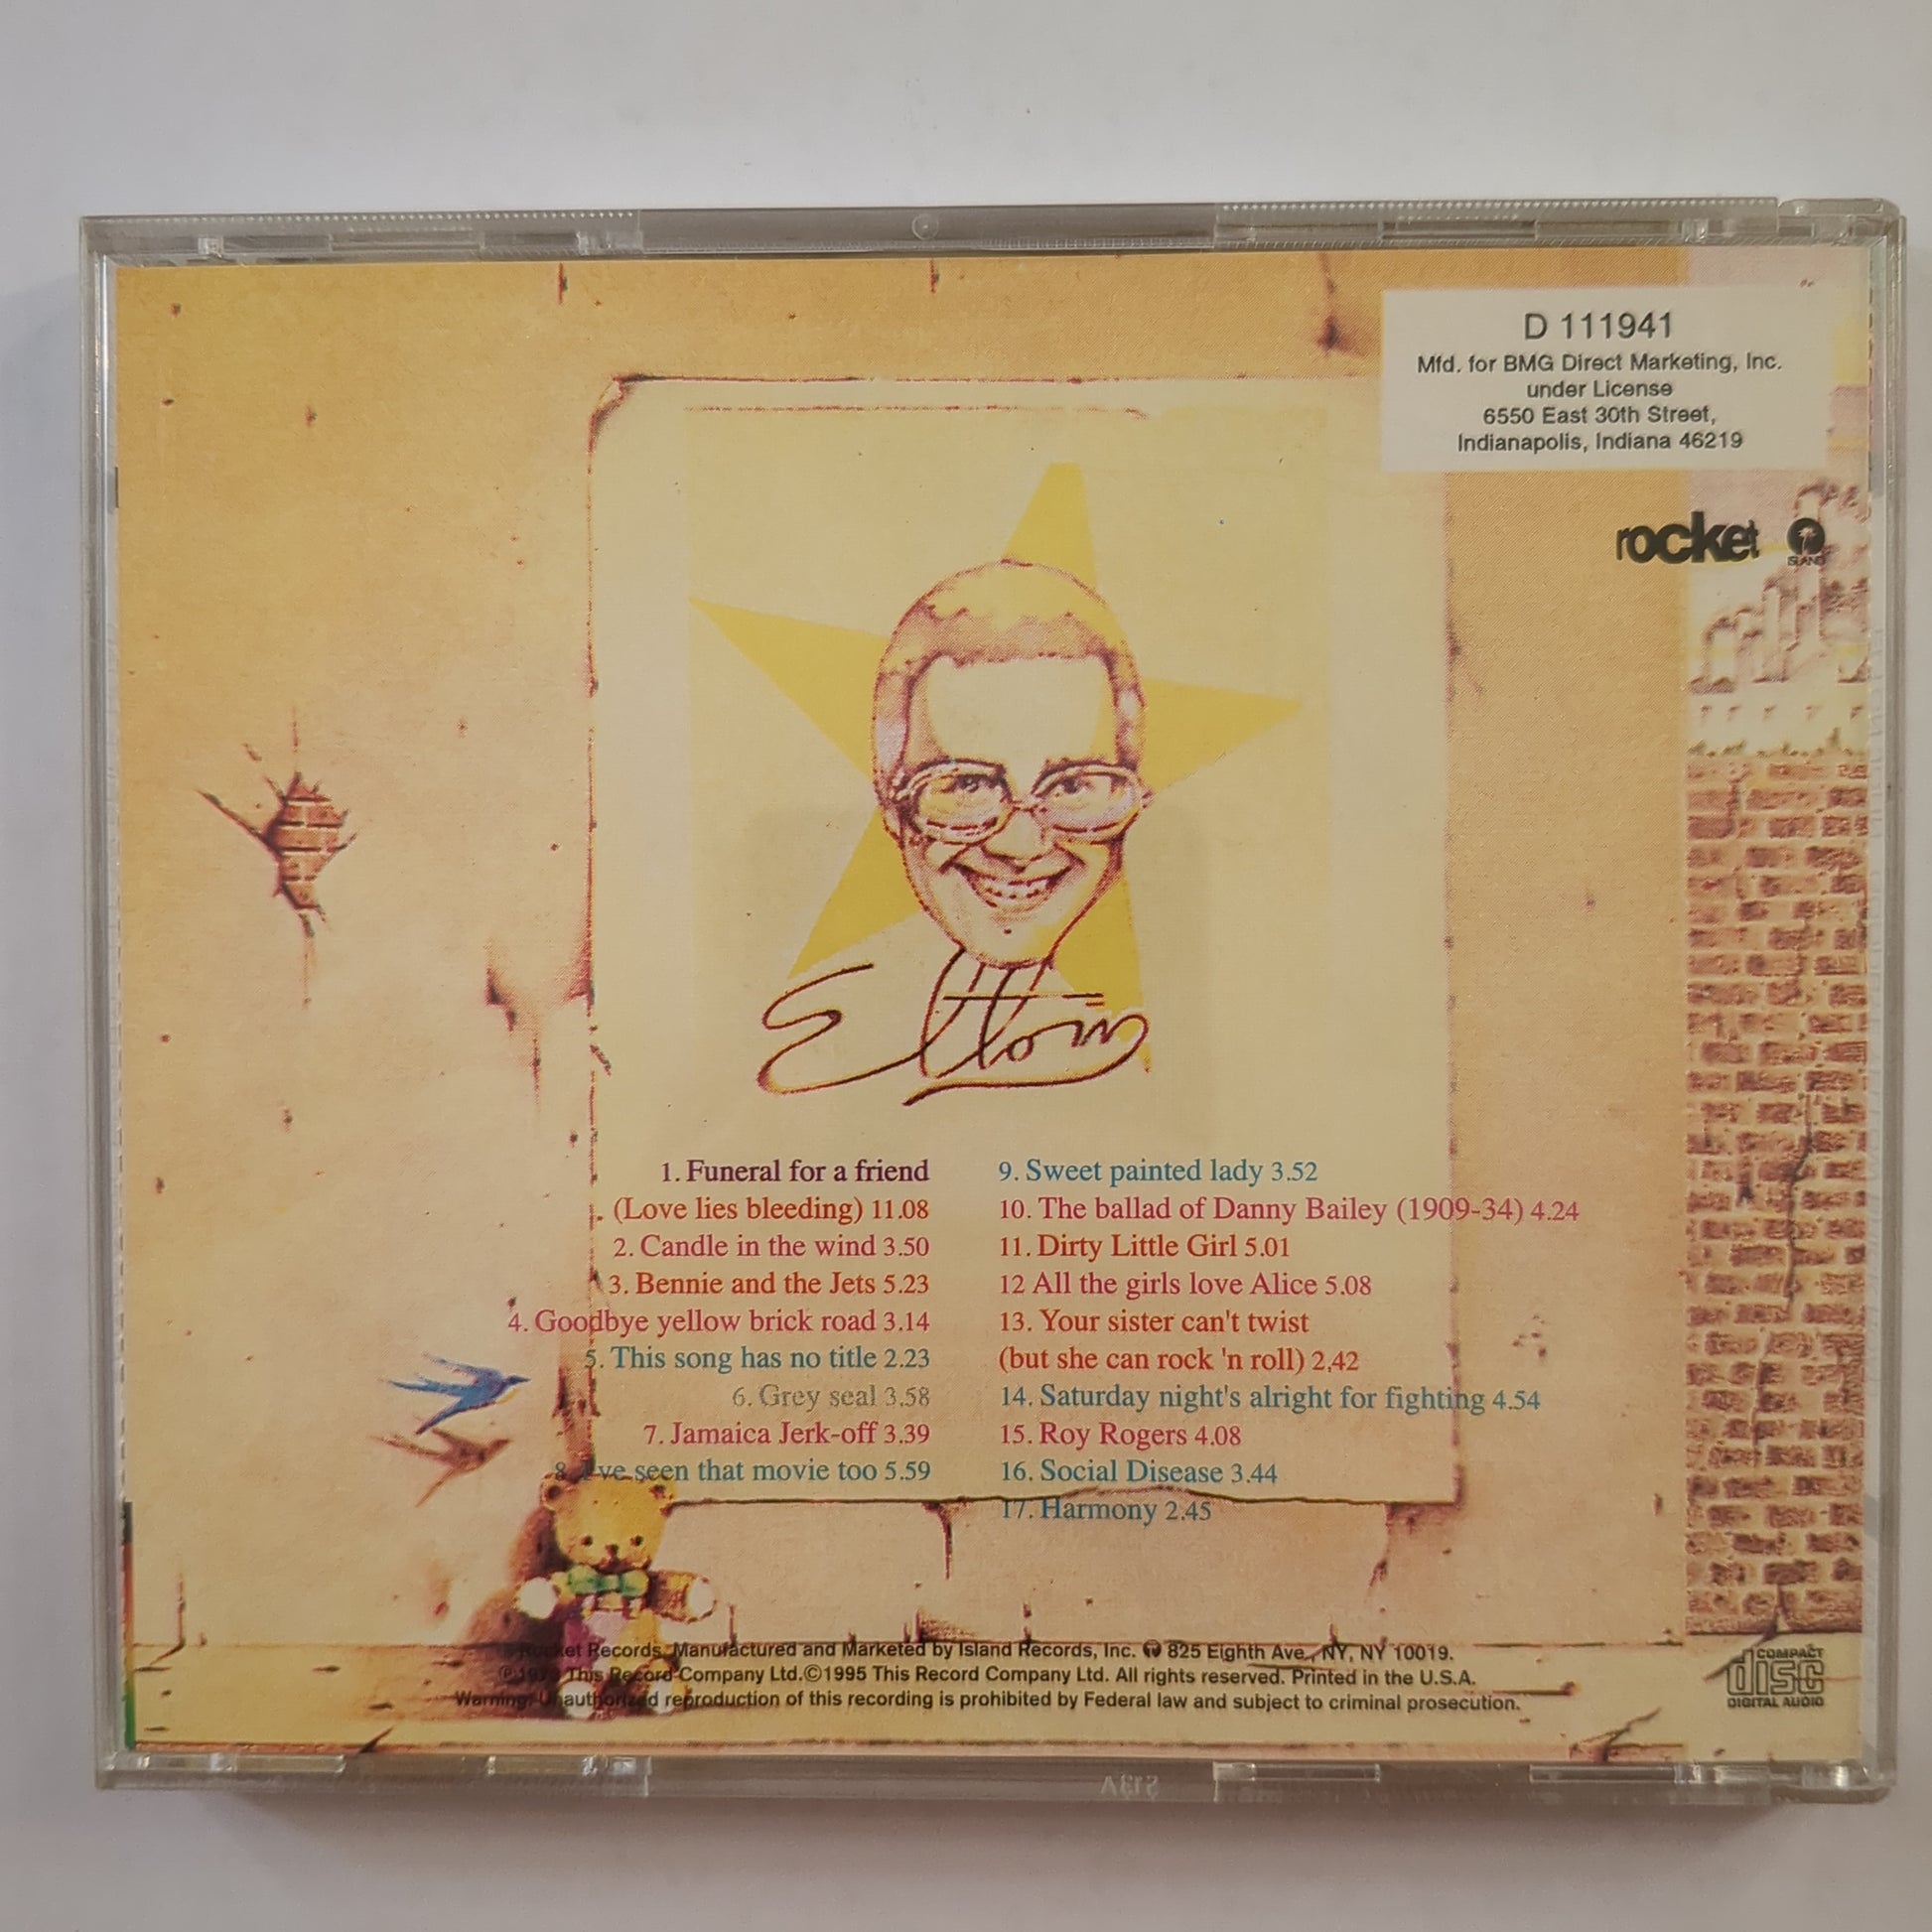 D 111941
Mfd. for BMG Direct Marketing, Inc.
under License
6550 East 30th Street,
Indianapolis, Indiana 46219
rocket
ISLAND
Elton
1. Funeral for a friend
(Love lies bleeding) 11.08
2. Candle in the wind 3.50
3. Bennie and the Jets 5.23
4. Goodbye yellow brick road 3.14
5. This song has no title 2.23
6. Grey seal 3.58
7. Jamaica Jerk-off 3.39
8. I've seen that movie too 5.59
9. Sweet painted lady 3.52
10. The ballad of Danny Bailey (1909-34) 4.24
11. Dirty Little Girl 5.01
12 All the girls love Alice 5.08
13. Your sister can't twist
(but she can rock 'n roll) 2,42
14. Saturday night's alright for fighting 4.54
15. Roy Rogers 4.08
16. Social Disease 3.44
17. Harmony 2.45
Rocket Records. Manufactured and Marketed by Island Records, Inc. 825 Eighth Ave., NY, NY 10019.
This Record Company Ltd.©1995 This Record Company Ltd. All rights reserved. Printed in the U.S.A.
Warning: Unauthorized reproduction of this recording is prohibited by Federal law and subject to criminal prosecution.
COMPACT
disc
DIGITAL AUDIO